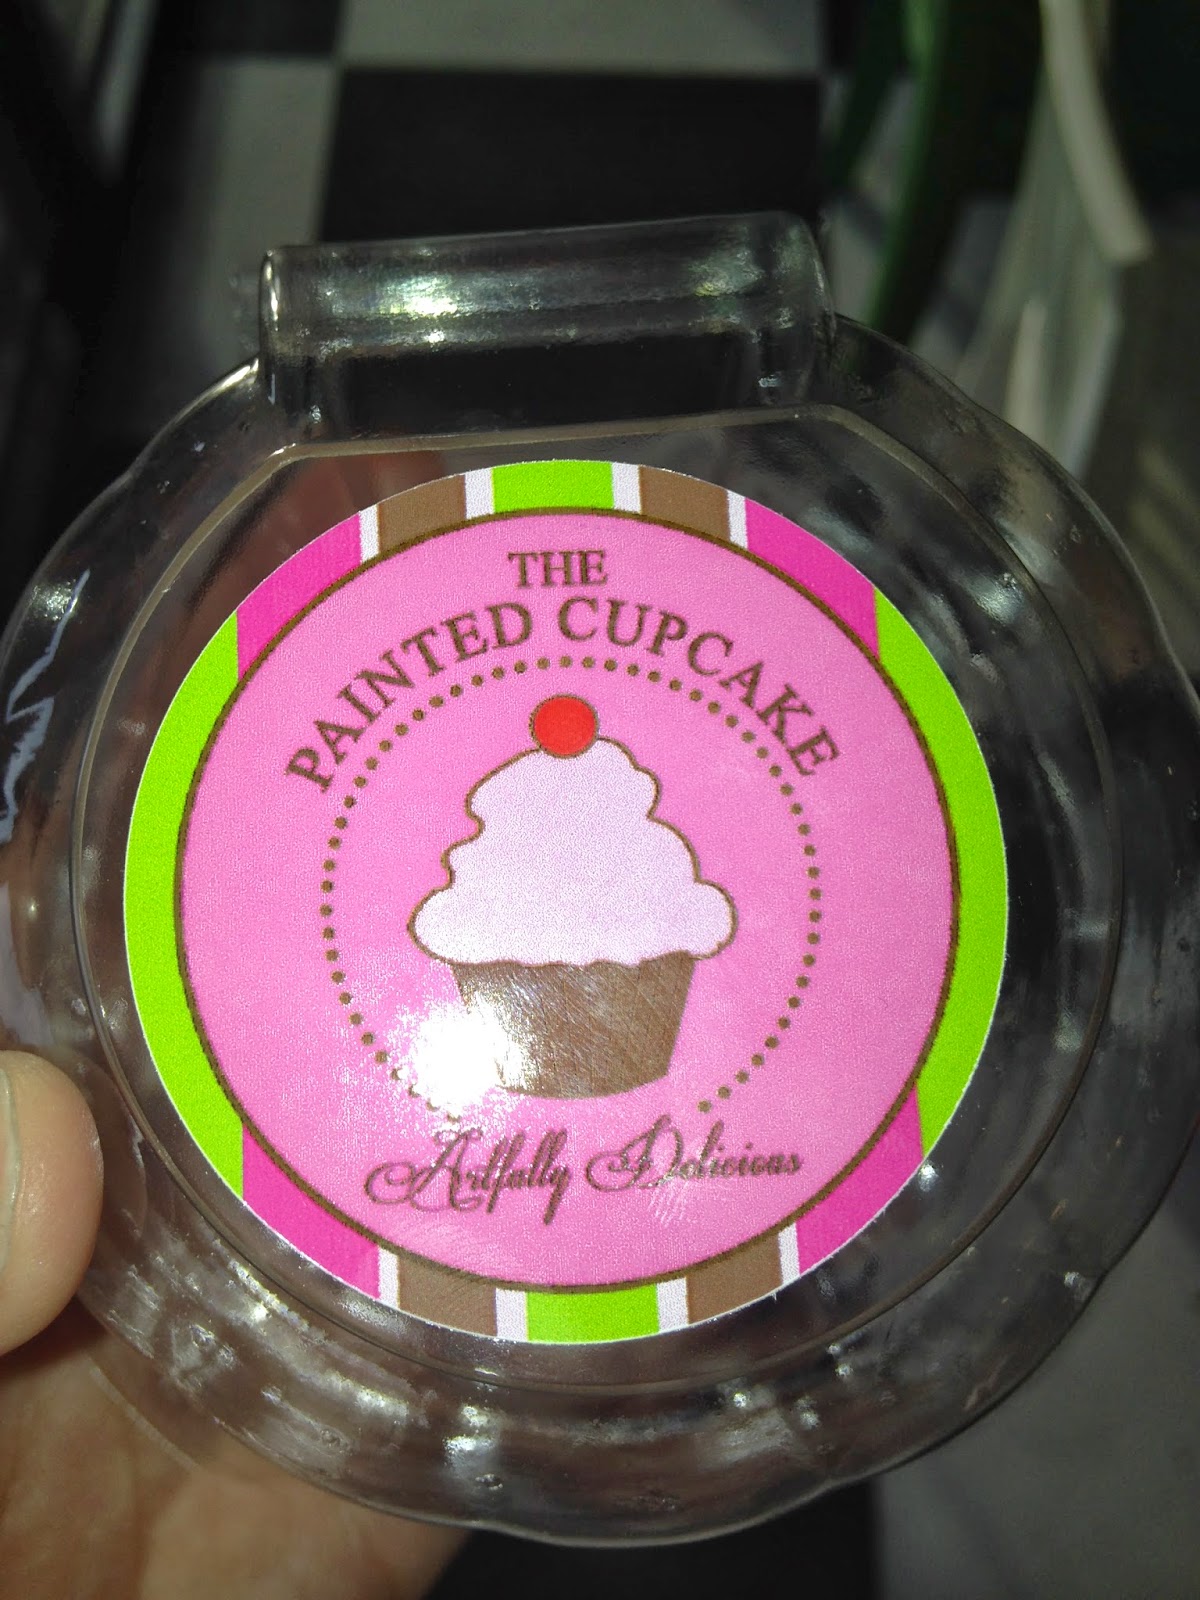 THE
PAINTED CUPCAKE
Artfully Delicious